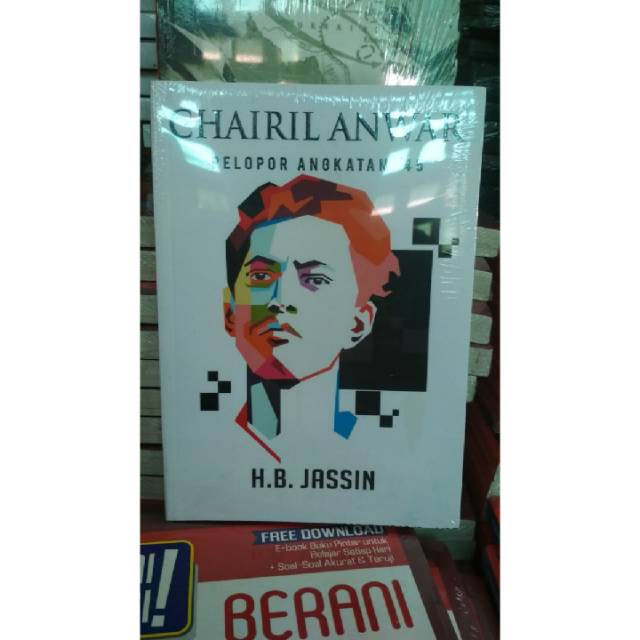 CHAIRIL ANWAR
PELOPOR ANGKATAN '45
H.B. JASSIN
FREE DOWNLOAD
E-book Buku Pintar untuk
Belajar Setiap Hari
+ Soal-Soal Akurat & Teruji
BERANI